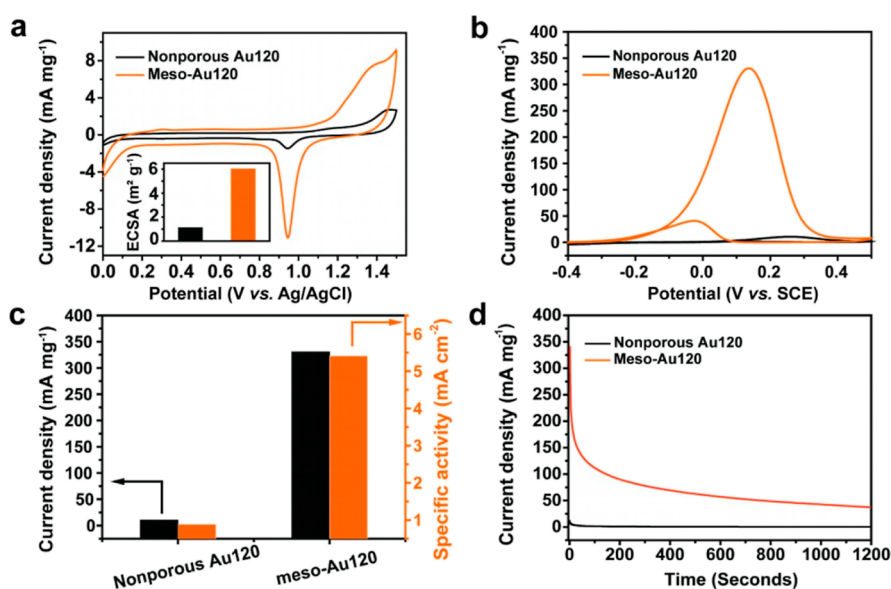 a
Current density (mA mg-1)
8
4
0
-4
-8
-12
Nonporous Au120
Meso-Au120
ECSA (m² g-1)
6
4
2
0
0.0 0.2 0.4 0.6 0.8 1.0 1.2 1.4
Potential (V vs. Ag/AgCl)
b
Current density (mA mg-1)
400
350
300
250
200
150
100
50
0
Nonporous Au120
Meso-Au120
-0.4 -0.2 0.0 0.2 0.4
Potential (V vs. SCE)
c
Current density (mA mg-1)
400
350
300
250
200
150
100
50
0
Specific activity (mA cm-2)
6
5
4
3
2
1
Nonporous Au120
meso-Au120
d
Current density (mA mg-1)
400
350
300
250
200
150
100
50
0
Nonporous Au120
Meso-Au120
0 200 400 600 800 1000 1200
Time (Seconds)